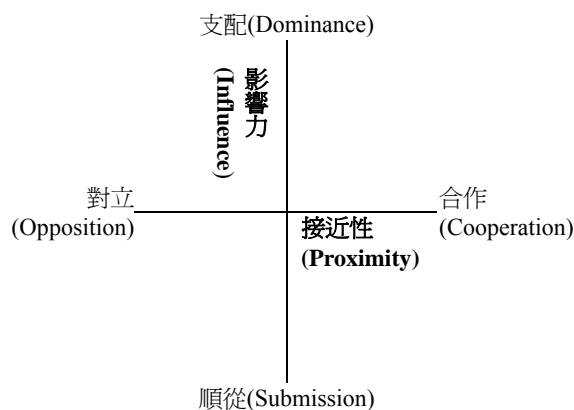 支配(Dominance)
影響力
(Influence)
對立
(Opposition)
合作
(Cooperation)
接近性
(Proximity)
順從(Submission)